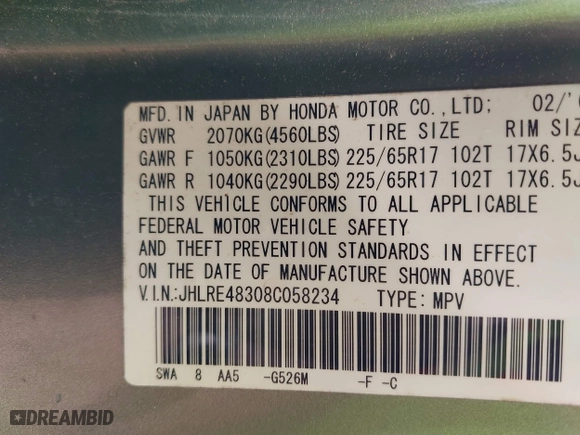 MFD. IN JAPAN BY HONDA MOTOR CO., LTD; 02/'
GVWR 2070KG(4560LBS) TIRE SIZE RIM SIZ
GAWR F 1050KG(2310LBS) 225/65R17 102T 17X6.5J
GAWR R 1040KG(2290LBS) 225/65R17 102T 17X6.5J
THIS VEHICLE CONFORMS TO ALL APPLICABLE
FEDERAL MOTOR VEHICLE SAFETY
AND THEFT PREVENTION STANDARDS IN EFFECT
ON THE DATE OF MANUFACTURE SHOWN ABOVE.
V.I.N.:JHLRE48308C058234 TYPE: MPV
SWA 8 AA5 -G526M -F -C
DREAMBID